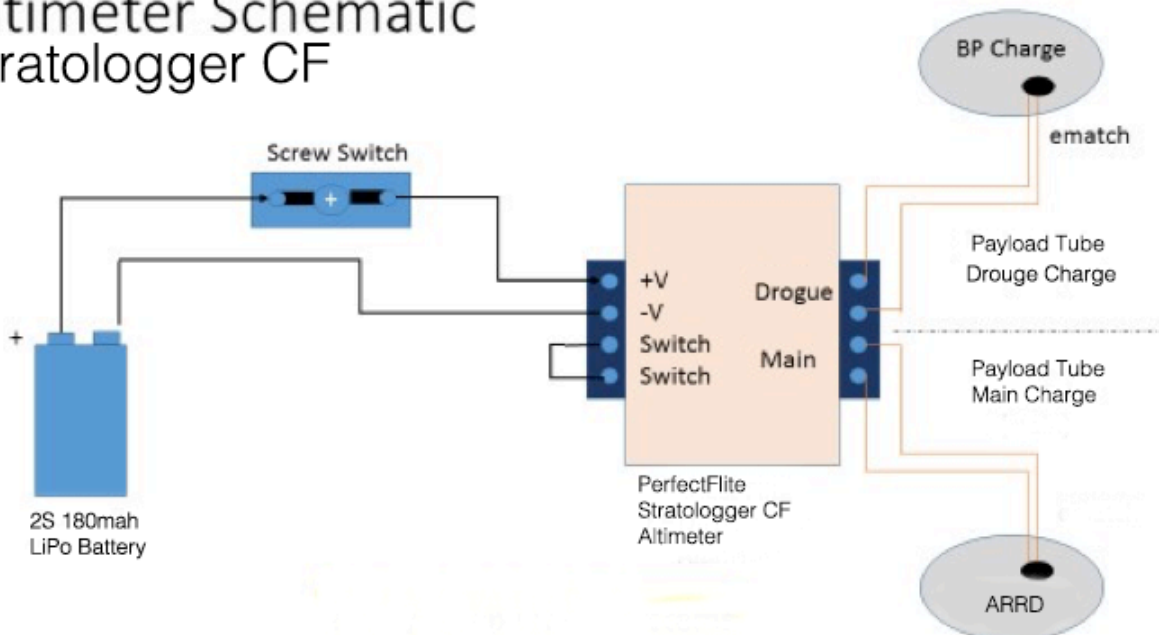 timeter Schematic
ratologger CF
BP Charge
ematch
Screw Switch
+
+V
-V
Switch
Switch
Drogue
Main
Payload Tube
Drouge Charge
Payload Tube
Main Charge
+
2S 180mah
LiPo Battery
PerfectFlite
Stratologger CF
Altimeter
ARRD